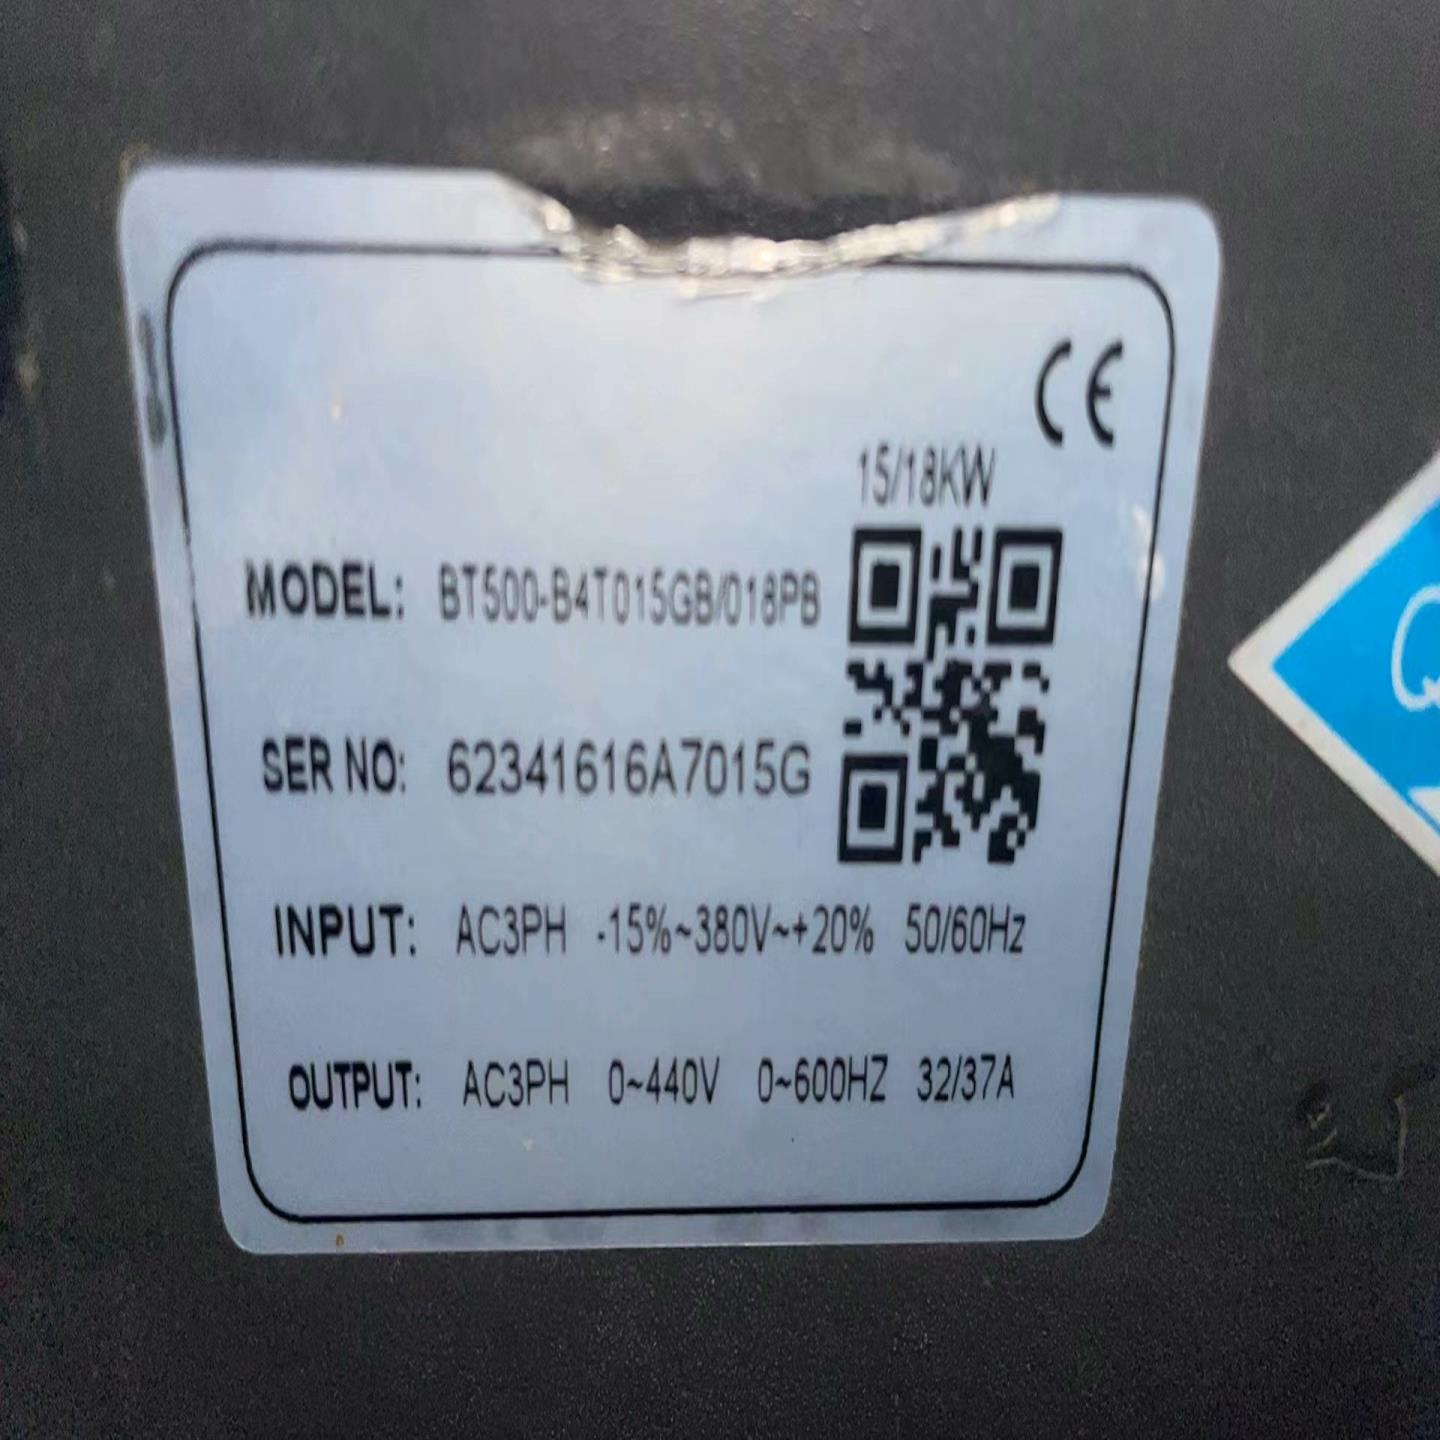 CE
15/18KW
MODEL: BT500-B4T015GB/018PB
SER NO: 62341616A7015G
INPUT: AC3PH -15%~380V~+20% 50/60Hz
OUTPUT: AC3PH 0~440V 0~600HZ 32/37A